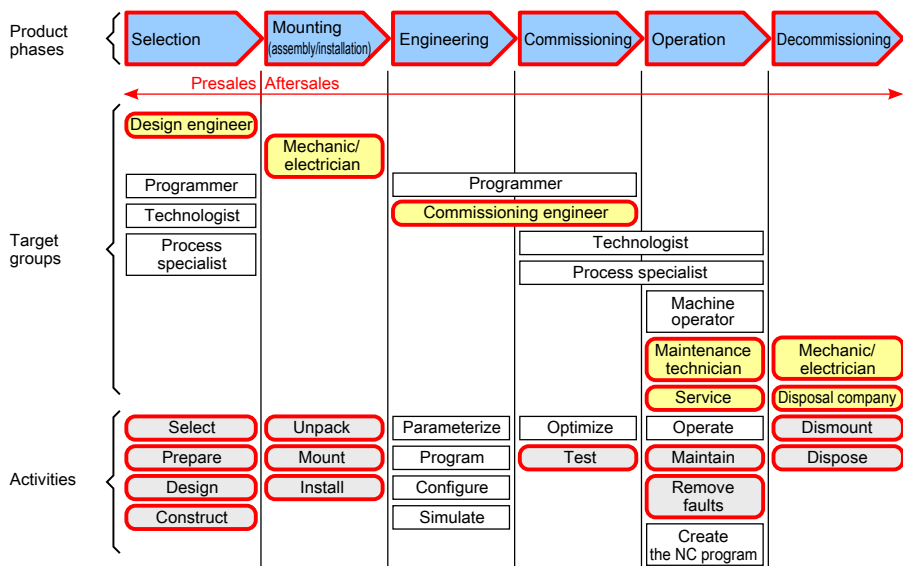 Product
phases
Selection
Mounting
(assembly/installation)
Engineering
Commissioning
Operation
Decommissioning
Presales
Aftersales
Target
groups
Design engineer
Mechanic/
electrician
Programmer
Programmer
Technologist
Commissioning engineer
Process
specialist
Technologist
Process specialist
Machine
operator
Maintenance
technician
Mechanic/
electrician
Service
Disposal company
Activities
Select
Unpack
Parameterize
Optimize
Operate
Dismount
Prepare
Mount
Program
Test
Maintain
Dispose
Design
Install
Configure
Remove
faults
Construct
Simulate
Create
the NC program